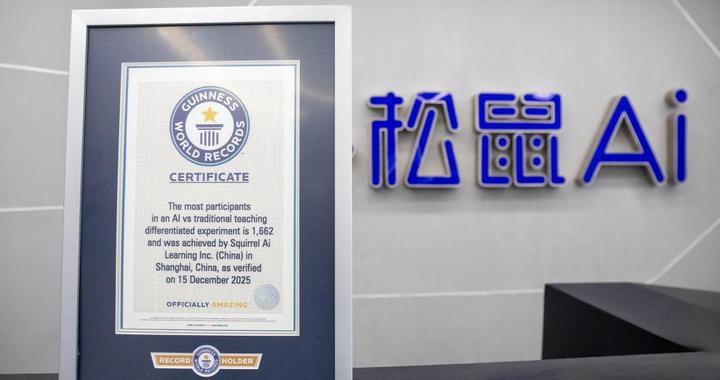 GUINNESS
WORLD RECORDS
CERTIFICATE
The most participants
in an AI vs traditional teaching
differentiated experiment is 1,662
and was achieved by Squirrel Ai
Learning Inc. (China) in
Shanghai, China, as verified
on 15 December 2025
OFFICIALLY AMAZING
RECORD HOLDER
松鼠Ai